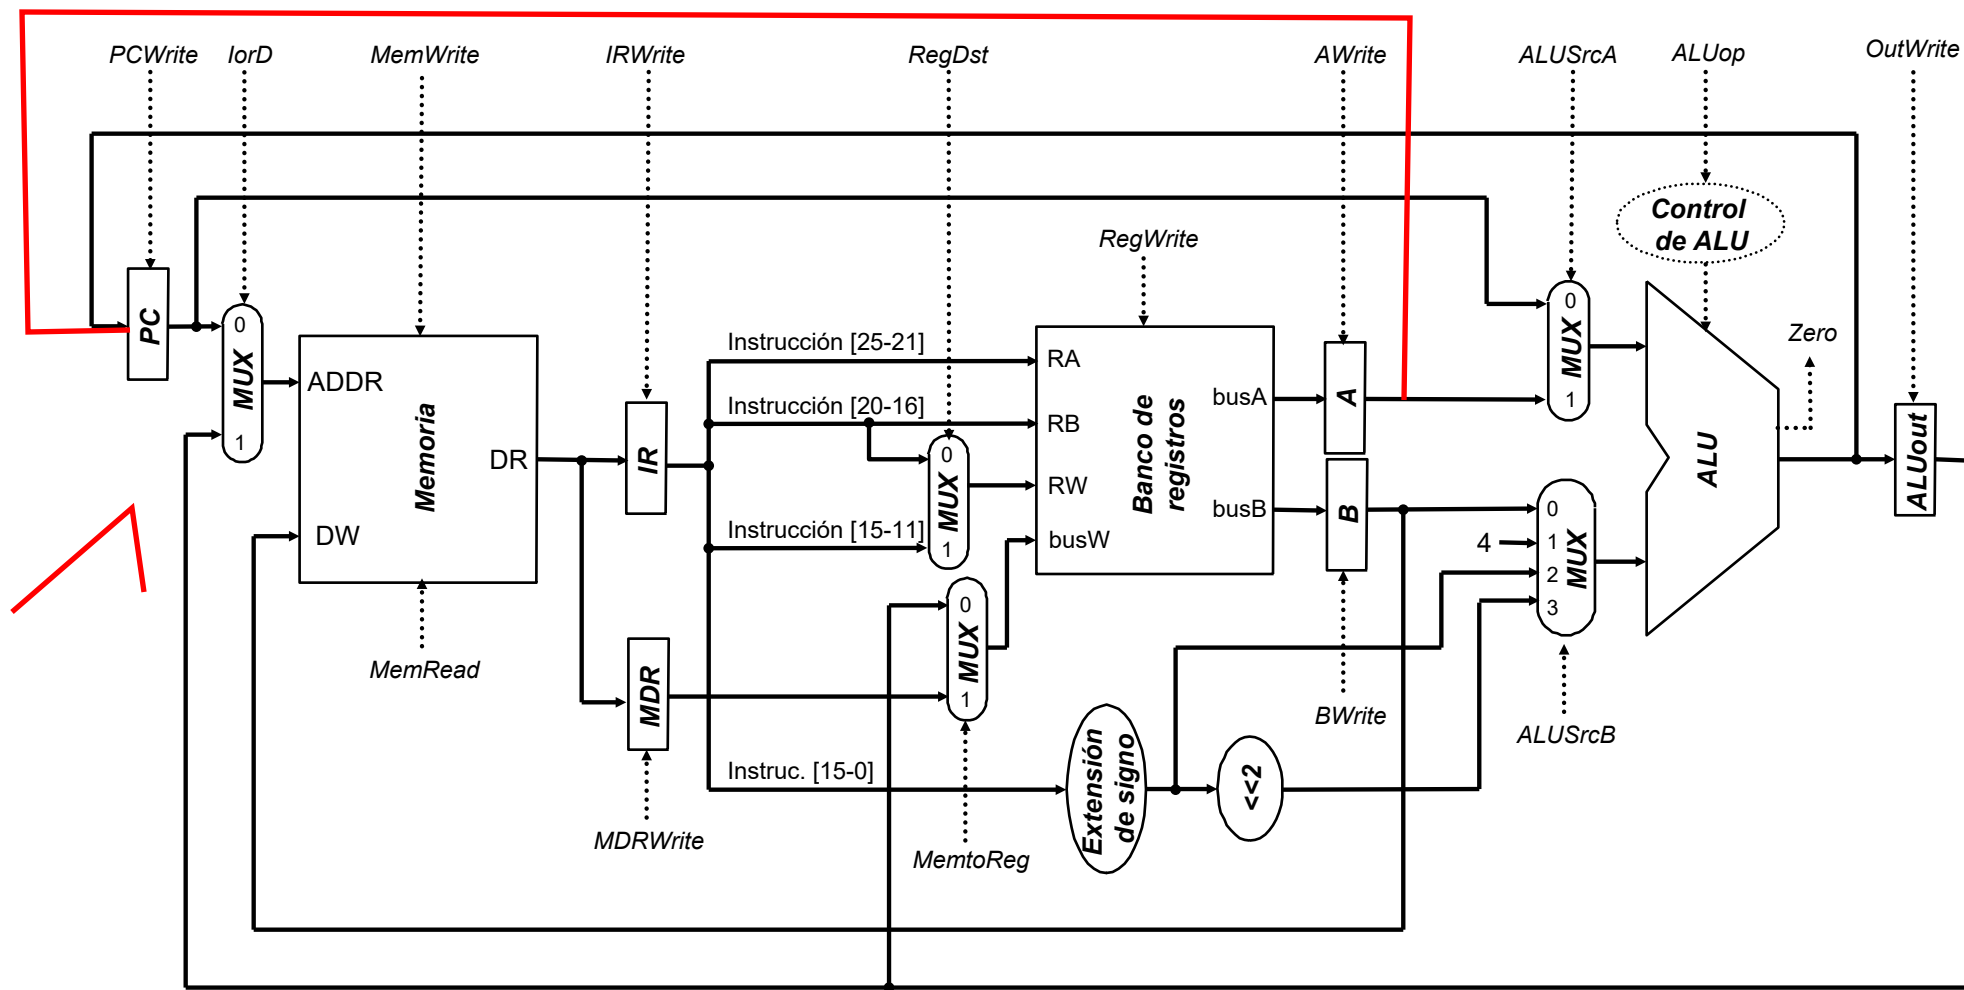 PCWrite
IorD
MemWrite
IRWrite
RegDst
AWrite
ALUSrcA
ALUop
OutWrite
Control
de ALU
RegWrite
PC
0
MUX
1
ADDR
Memoria
DR
DW
MemRead
IR
Instrucción [25-21]
Instrucción [20-16]
Instrucción [15-11]
0
MUX
1
RA
RB
RW
busW
Banco de
registros
busA
busB
A
B
0
MUX
1
Zero
ALU
ALUout
4
0
1
2
3
MUX
MDR
0
MUX
1
BWrite
ALUSrcB
Instruc. [15-0]
Extensión
de signo
<<2
MDRWrite
MemtoReg